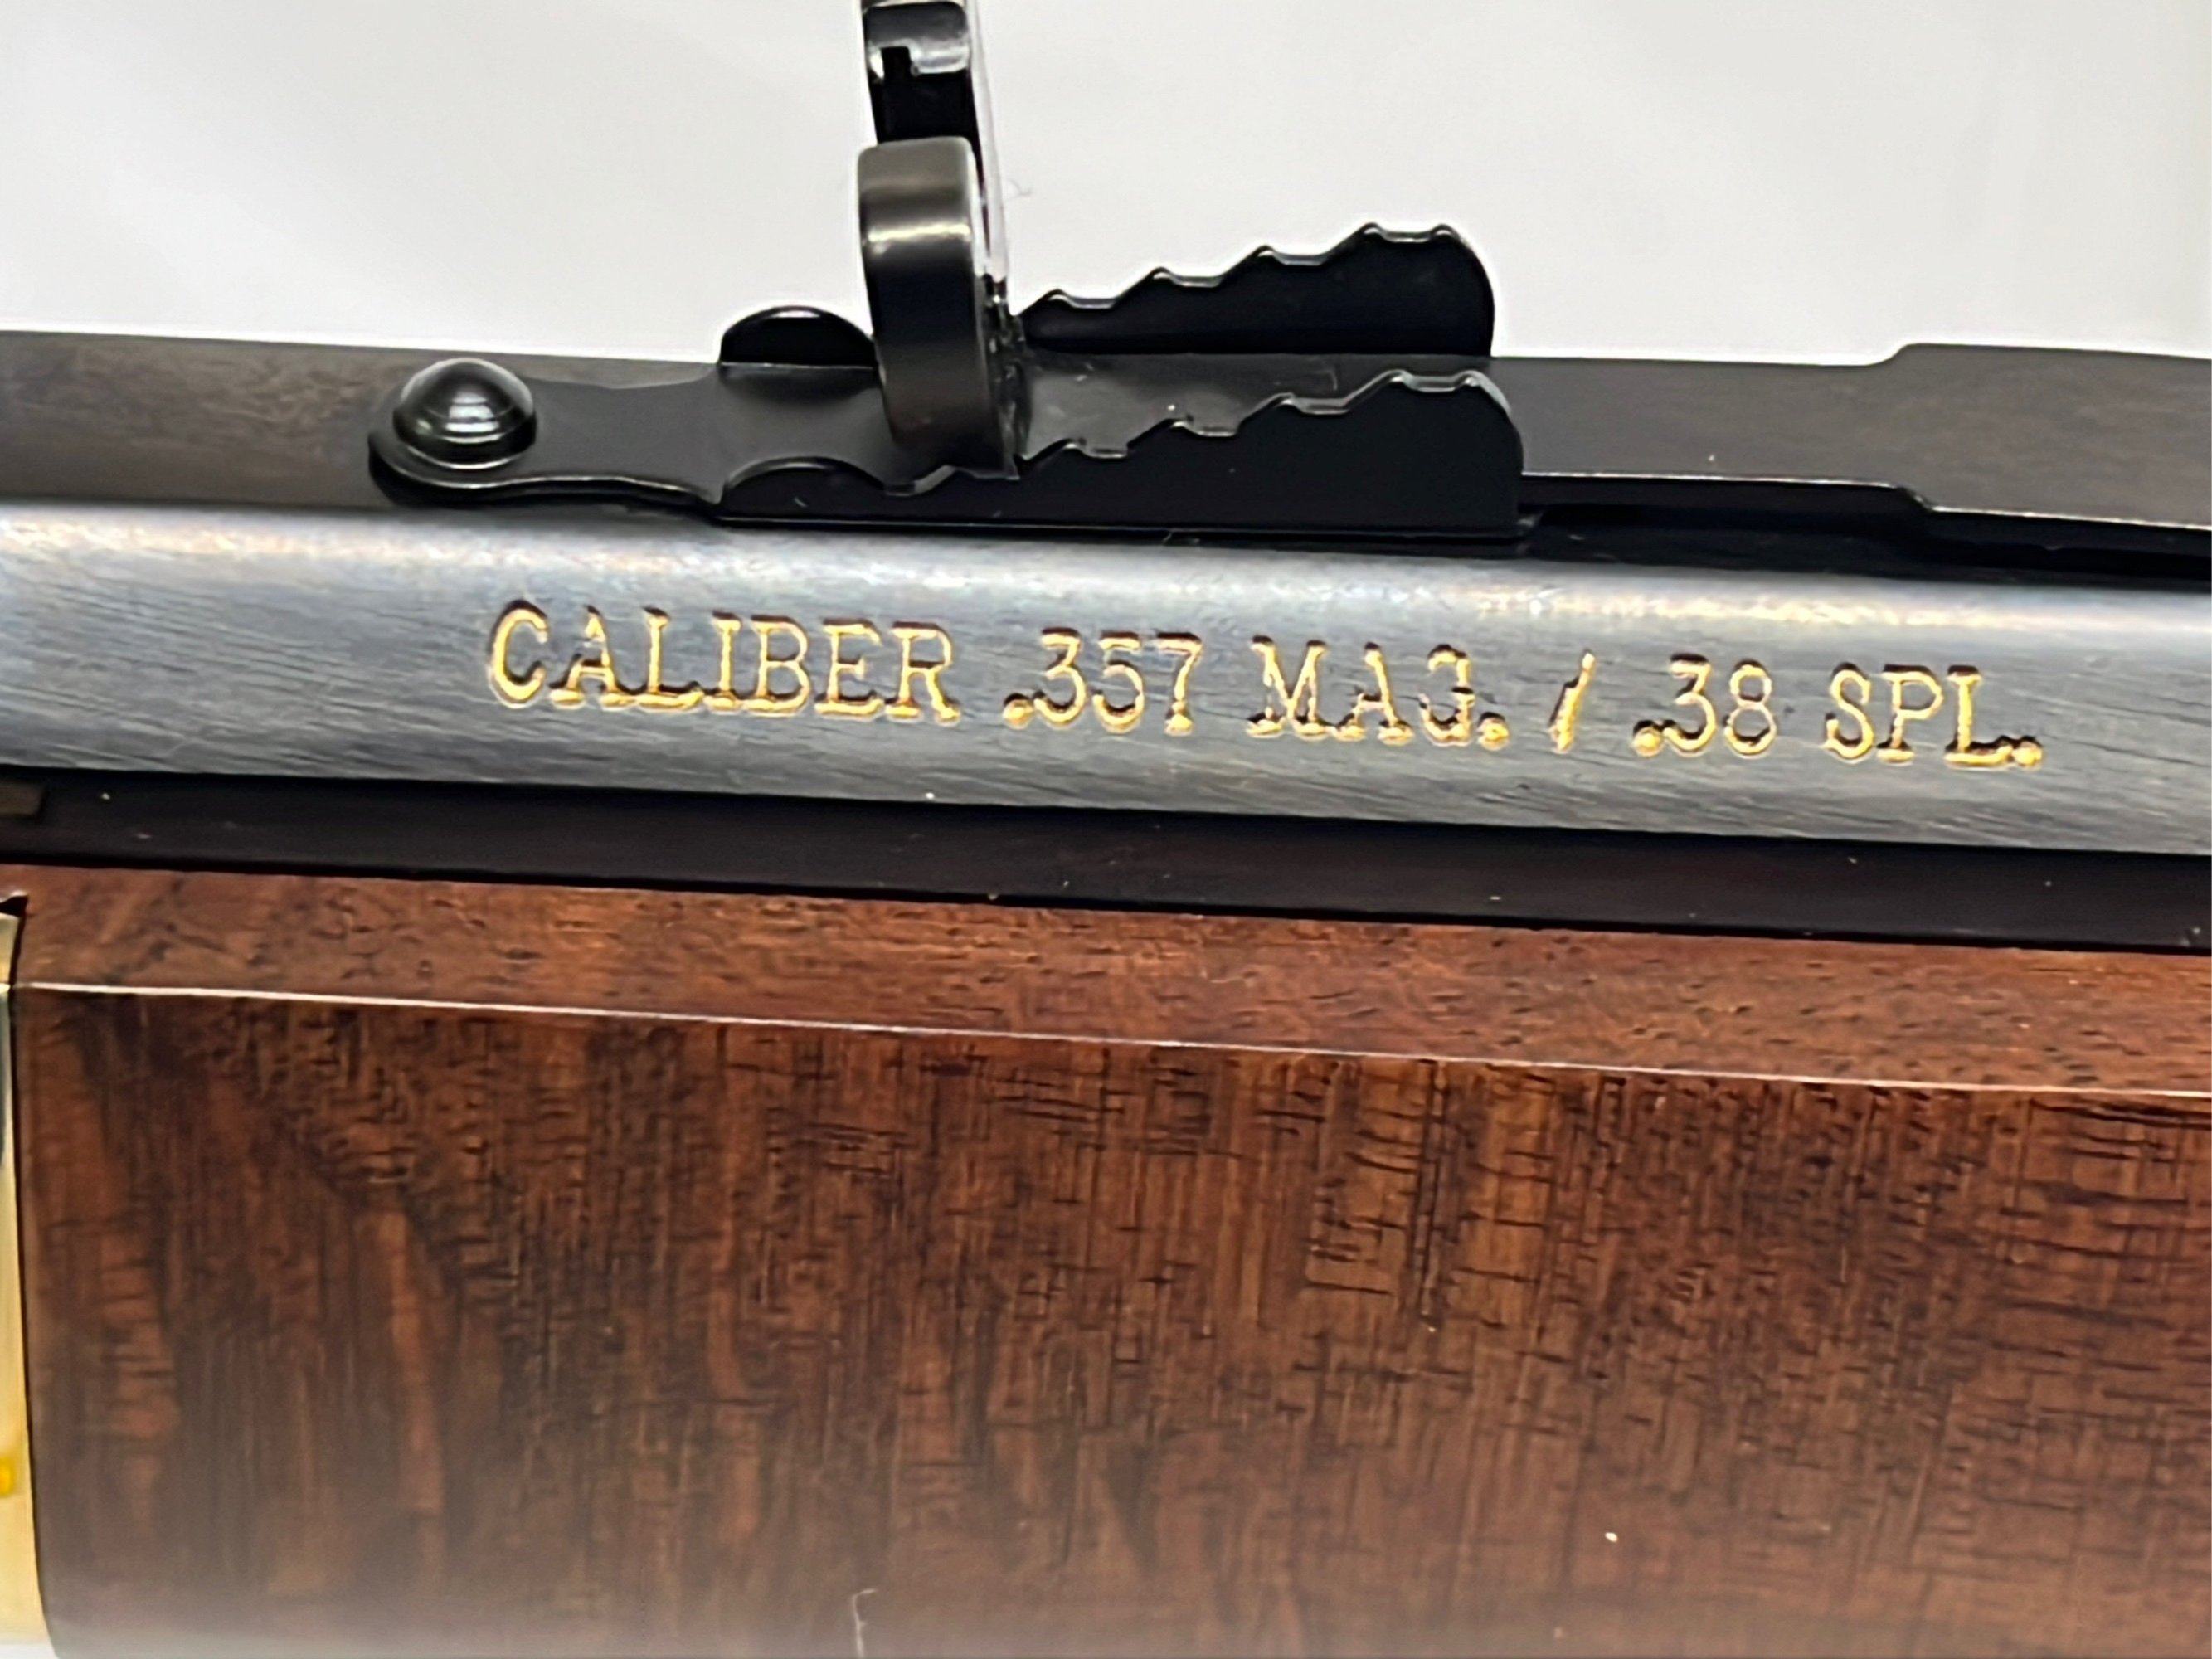 CALIBER .357 MAG. / .38 SPL.